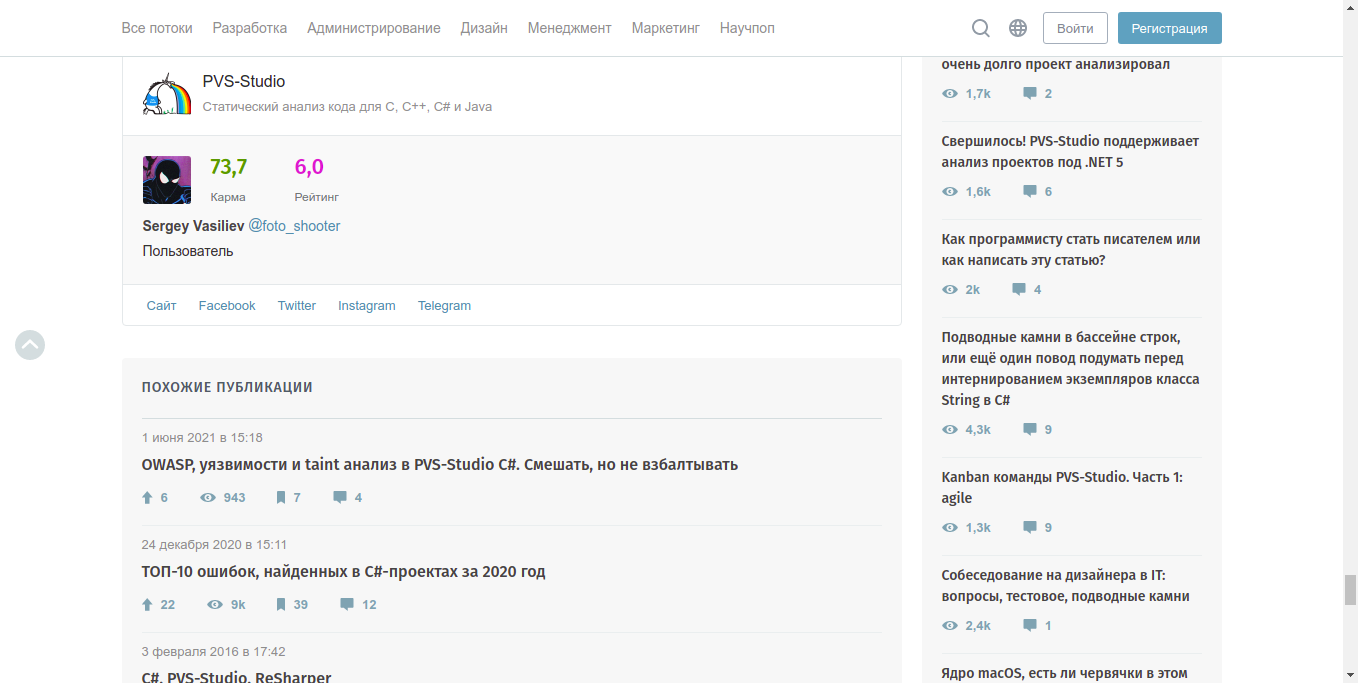 Все потоки Разработка Администрирование Дизайн Менеджмент Маркетинг Научпоп
Войти
Регистрация
PVS-Studio
Статический анализ кода для C, C++, C# и Java
73,7 6,0
Карма Рейтинг
Sergey Vasiliev @foto_shooter
Пользователь
Сайт Facebook Twitter Instagram Telegram
ПОХОЖИЕ ПУБЛИКАЦИИ
1 июня 2021 в 15:18
OWASP, уязвимости и taint анализ в PVS-Studio C#. Смешать, но не взбалтывать
6 943 7 4
24 декабря 2020 в 15:11
ТОП-10 ошибок, найденных в C#-проектах за 2020 год
22 9k 39 12
3 февраля 2016 в 17:42
C#, PVS-Studio, ReSharper
очень долго проект анализировал
1,7k 2
Свершилось! PVS-Studio поддерживает
анализ проектов под .NET 5
1,6k 6
Как программисту стать писателем или
как написать эту статью?
2k 4
Подводные камни в бассейне строк,
или ещё один повод подумать перед
интернированием экземпляров класса
String в C#
4,3k 9
Kanban команды PVS-Studio. Часть 1:
agile
1,3k 9
Собеседование на дизайнера в IT:
вопросы, тестовое, подводные камни
2,4k 1
Ядро macOS, есть ли червячки в этом